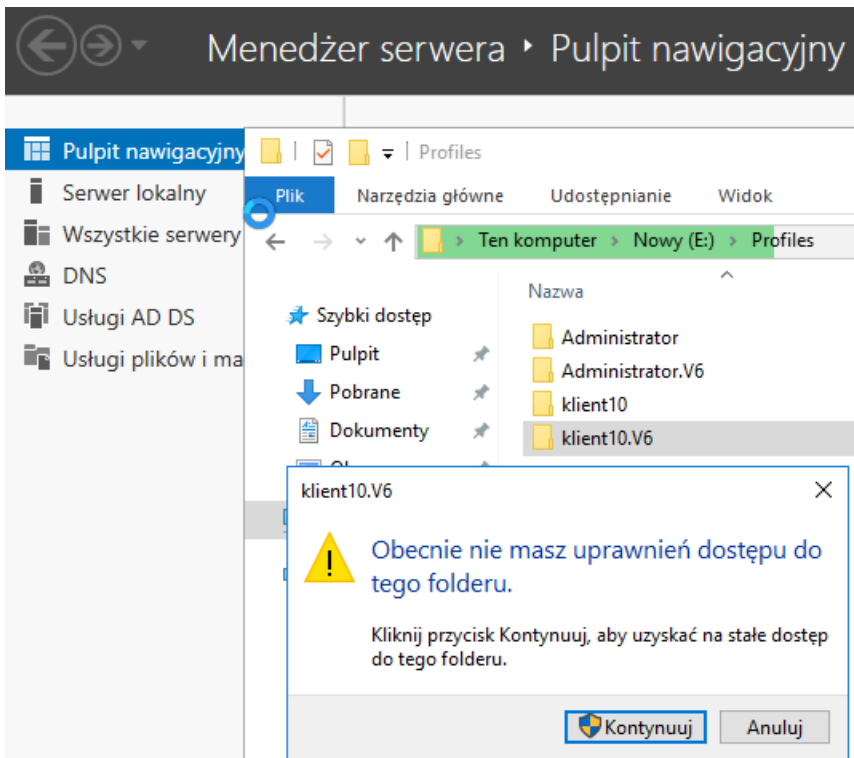 Menedżer serwera ‣ Pulpit nawigacyjny
Pulpit nawigacyjny
Serwer lokalny
Wszystkie serwery
DNS
Usługi AD DS
Usługi plików i ma
Profiles
Plik Narzędzia główne Udostępnianie Widok
Ten komputer > Nowy (E:) > Profiles
Nazwa
Szybki dostęp
Pulpit
Pobrane
Dokumenty
Administrator
Administrator.V6
klient10
klient10.V6
klient10.V6
Obecnie nie masz uprawnień dostępu do
tego folderu.
Kliknij przycisk Kontynuuj, aby uzyskać na stałe dostęp
do tego folderu.
Kontynuuj Anuluj